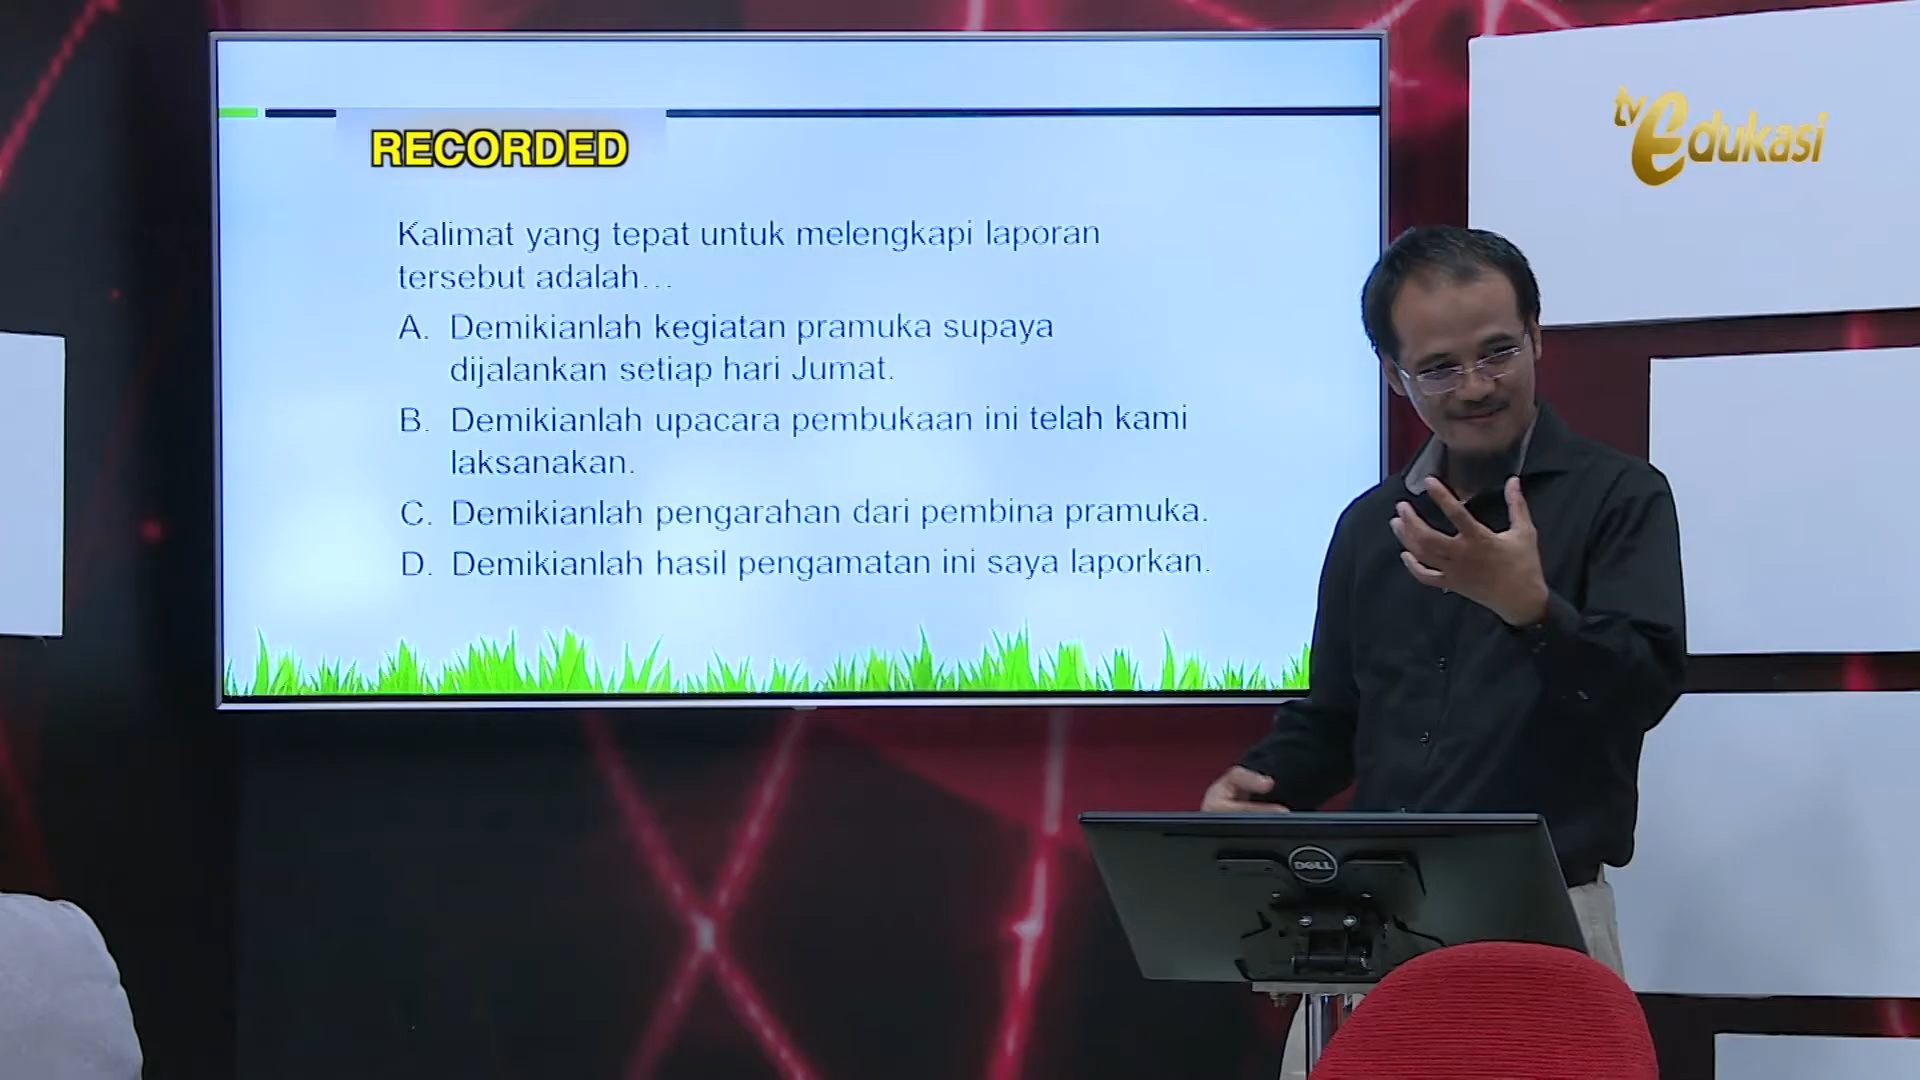 tv Edukasi
RECORDED
Kalimat yang tepat untuk melengkapi laporan
tersebut adalah...
A. Demikianlah kegiatan pramuka supaya
dijalankan setiap hari Jumat.
B. Demikianlah upacara pembukaan ini telah kami
laksanakan.
C. Demikianlah pengarahan dari pembina pramuka.
D. Demikianlah hasil pengamatan ini saya laporkan.
DELL